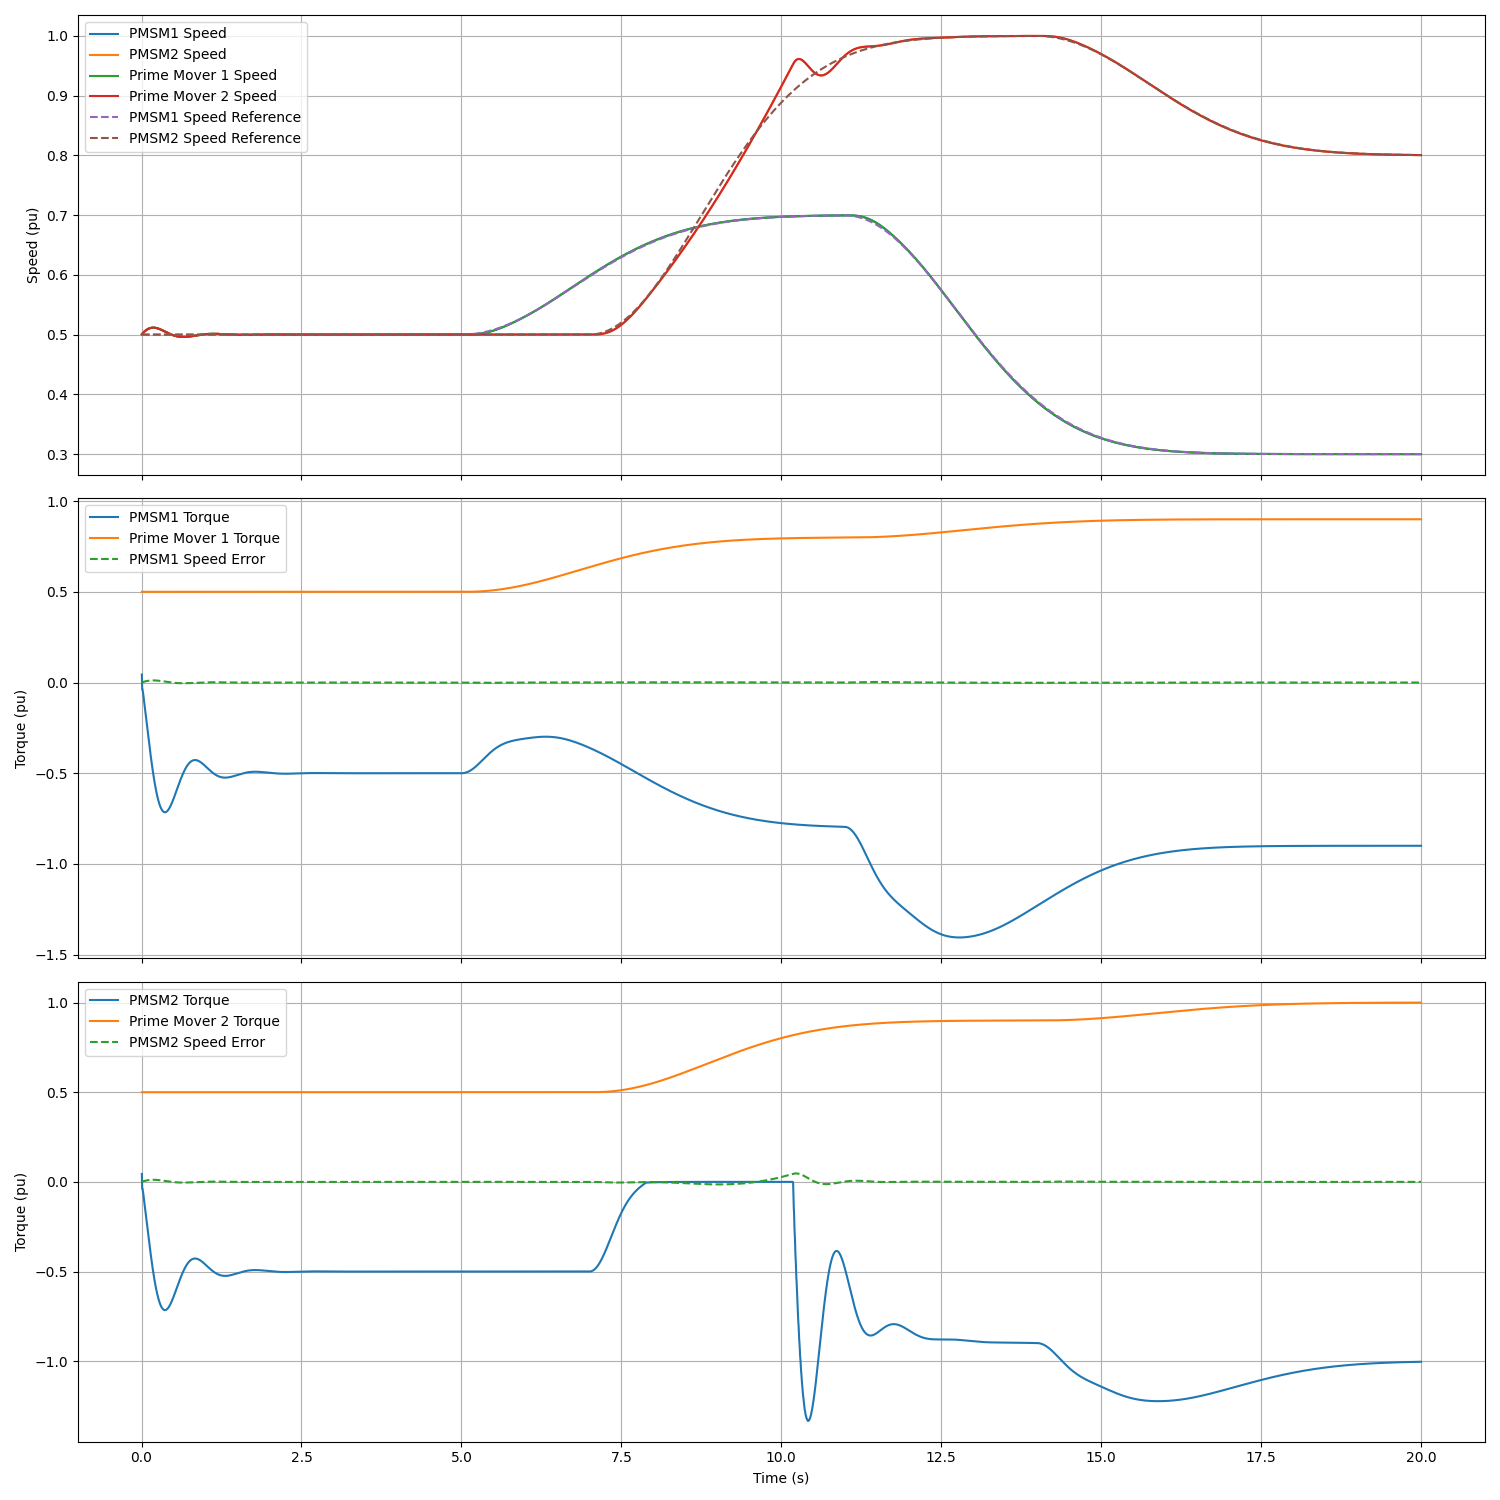 PMSM1 Speed
PMSM2 Speed
Prime Mover 1 Speed
Prime Mover 2 Speed
PMSM1 Speed Reference
PMSM2 Speed Reference
Speed (pu)
1.0
0.9
0.8
0.7
0.6
0.5
0.4
0.3
PMSM1 Torque
Prime Mover 1 Torque
PMSM1 Speed Error
Torque (pu)
1.0
0.5
0.0
−0.5
−1.0
−1.5
PMSM2 Torque
Prime Mover 2 Torque
PMSM2 Speed Error
Torque (pu)
1.0
0.5
0.0
−0.5
−1.0
0.0 2.5 5.0 7.5 10.0 12.5 15.0 17.5 20.0
Time (s)